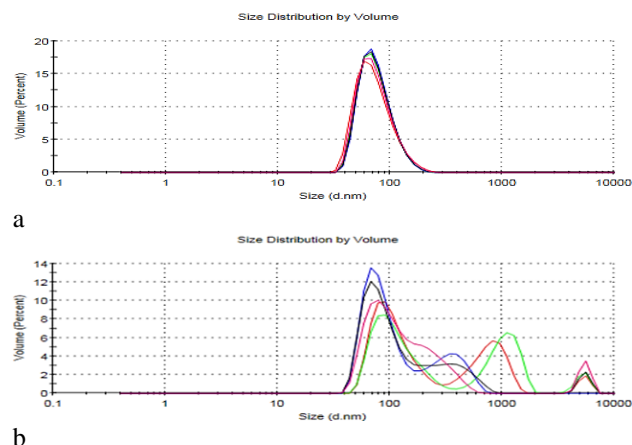 Size Distribution by Volume
20
15
10
5
0
Volume (Percent)
0.1 1 10 100 1000 10000
Size (d.nm)
a
Size Distribution by Volume
14
12
10
8
6
4
2
0
Volume (Percent)
0.1 1 10 100 1000 10000
Size (d.nm)
b